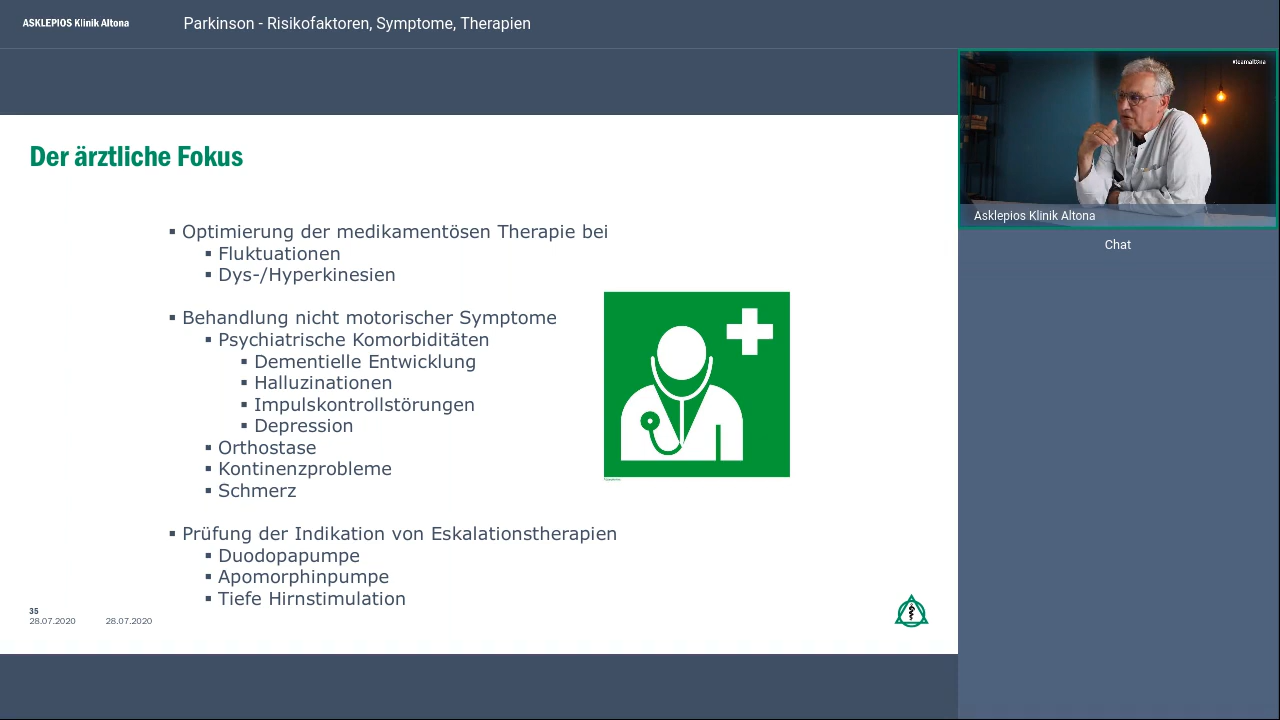 ASKLEPIOS Klinik Altona
Parkinson - Risikofaktoren, Symptome, Therapien
#teamaltona
Asklepios Klinik Altona
Chat
Der ärztliche Fokus
▪ Optimierung der medikamentösen Therapie bei
▪ Fluktuationen
▪ Dys-/Hyperkinesien
▪ Behandlung nicht motorischer Symptome
▪ Psychiatrische Komorbiditäten
▪ Dementielle Entwicklung
▪ Halluzinationen
▪ Impulskontrollstörungen
▪ Depression
▪ Orthostase
▪ Kontinenzprobleme
▪ Schmerz
▪ Prüfung der Indikation von Eskalationstherapien
▪ Duodopapumpe
▪ Apomorphinpumpe
▪ Tiefe Hirnstimulation
35
28.07.2020 28.07.2020